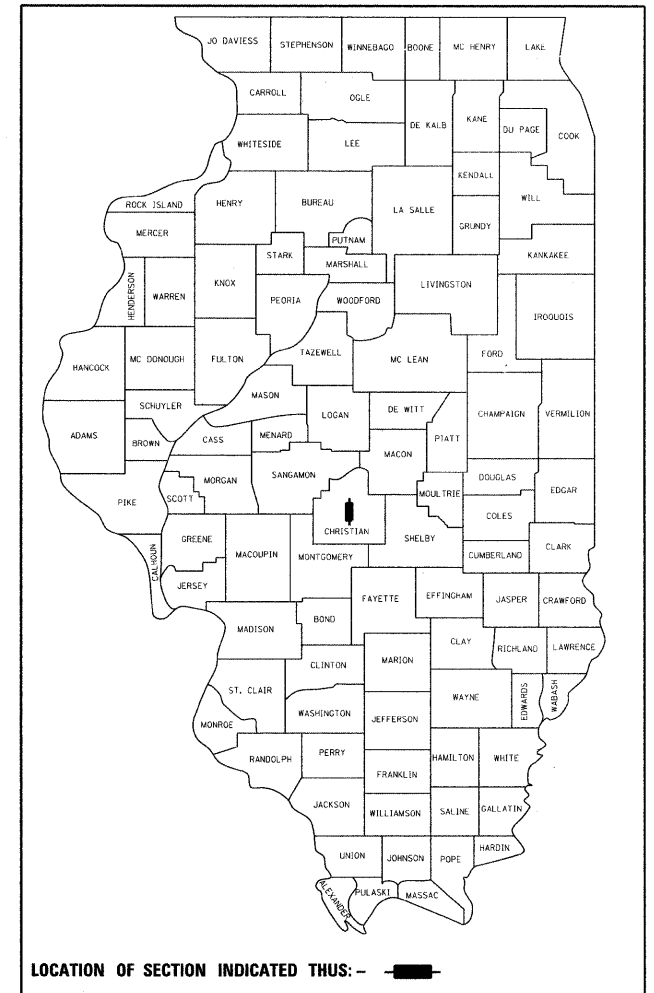 JO DAVIESS
STEPHENSON
WINNEBAGO
BOONE
MC HENRY
LAKE
CARROLL
OGLE
DE KALB
KANE
DU PAGE
COOK
WHITESIDE
LEE
KENDALL
WILL
ROCK ISLAND
HENRY
BUREAU
LA SALLE
GRUNDY
MERCER
PUTNAM
STARK
MARSHALL
KANKAKEE
HENDERSON
WARREN
KNOX
PEORIA
WOODFORD
LIVINGSTON
IROQUOIS
HANCOCK
MC DONOUGH
FULTON
TAZEWELL
MC LEAN
FORD
SCHUYLER
MASON
LOGAN
DE WITT
CHAMPAIGN
VERMILION
ADAMS
BROWN
CASS
MENARD
MACON
PIATT
PIKE
SCOTT
MORGAN
SANGAMON
MOULTRIE
DOUGLAS
EDGAR
COLES
CHRISTIAN
SHELBY
GREENE
MACOUPIN
MONTGOMERY
CUMBERLAND
CLARK
CALHOUN
JERSEY
FAYETTE
EFFINGHAM
JASPER
CRAWFORD
MADISON
BOND
CLAY
RICHLAND
LAWRENCE
CLINTON
MARION
ST. CLAIR
WAYNE
EDWARDS
WABASH
WASHINGTON
JEFFERSON
MONROE
RANDOLPH
PERRY
HAMILTON
WHITE
FRANKLIN
JACKSON
WILLIAMSON
SALINE
GALLATIN
UNION
JOHNSON
POPE
HARDIN
ALEXANDER
PULASKI
MASSAC
LOCATION OF SECTION INDICATED THUS: –